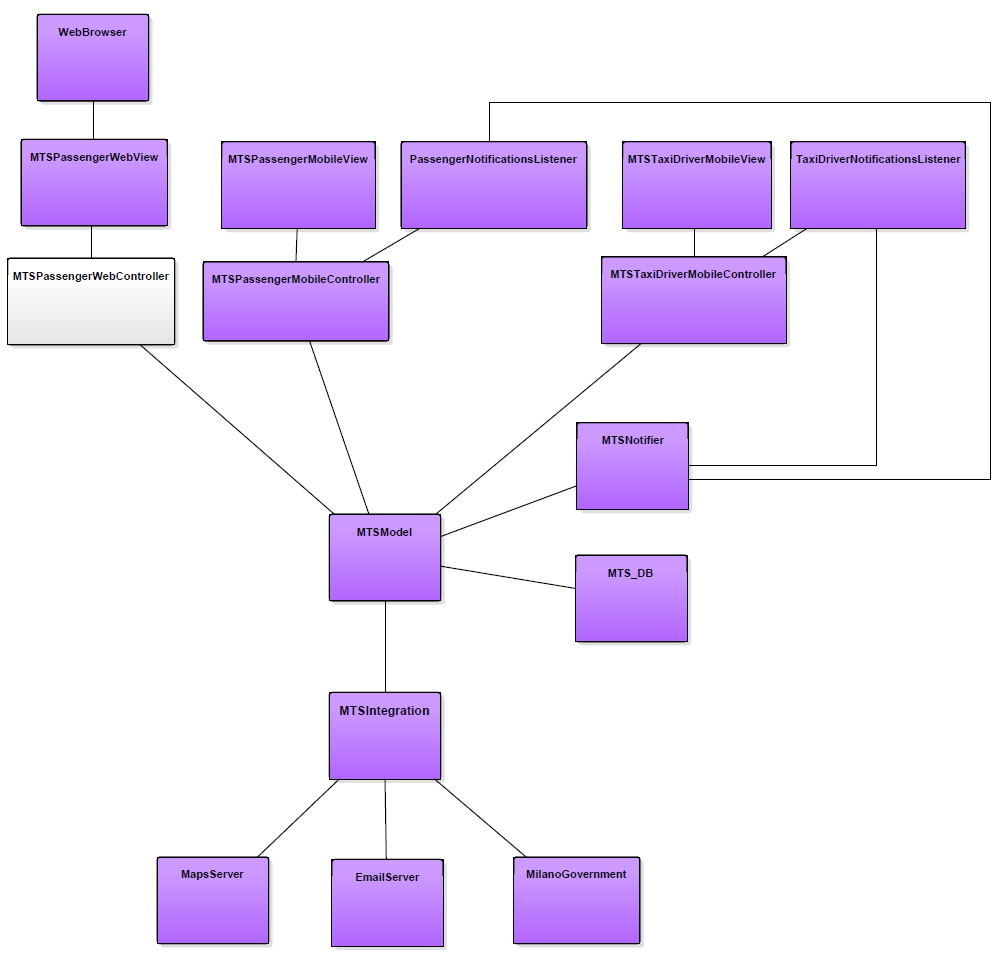 WebBrowser
MTSPassengerWebView
MTSPassengerMobileView
PassengerNotificationsListener
MTSTaxiDriverMobileView
TaxiDriverNotificationsListener
MTSPassengerWebController
MTSPassengerMobileController
MTSTaxiDriverMobileController
MTSNotifier
MTSModel
MTS_DB
MTSIntegration
MapsServer
EmailServer
MilanoGovernment